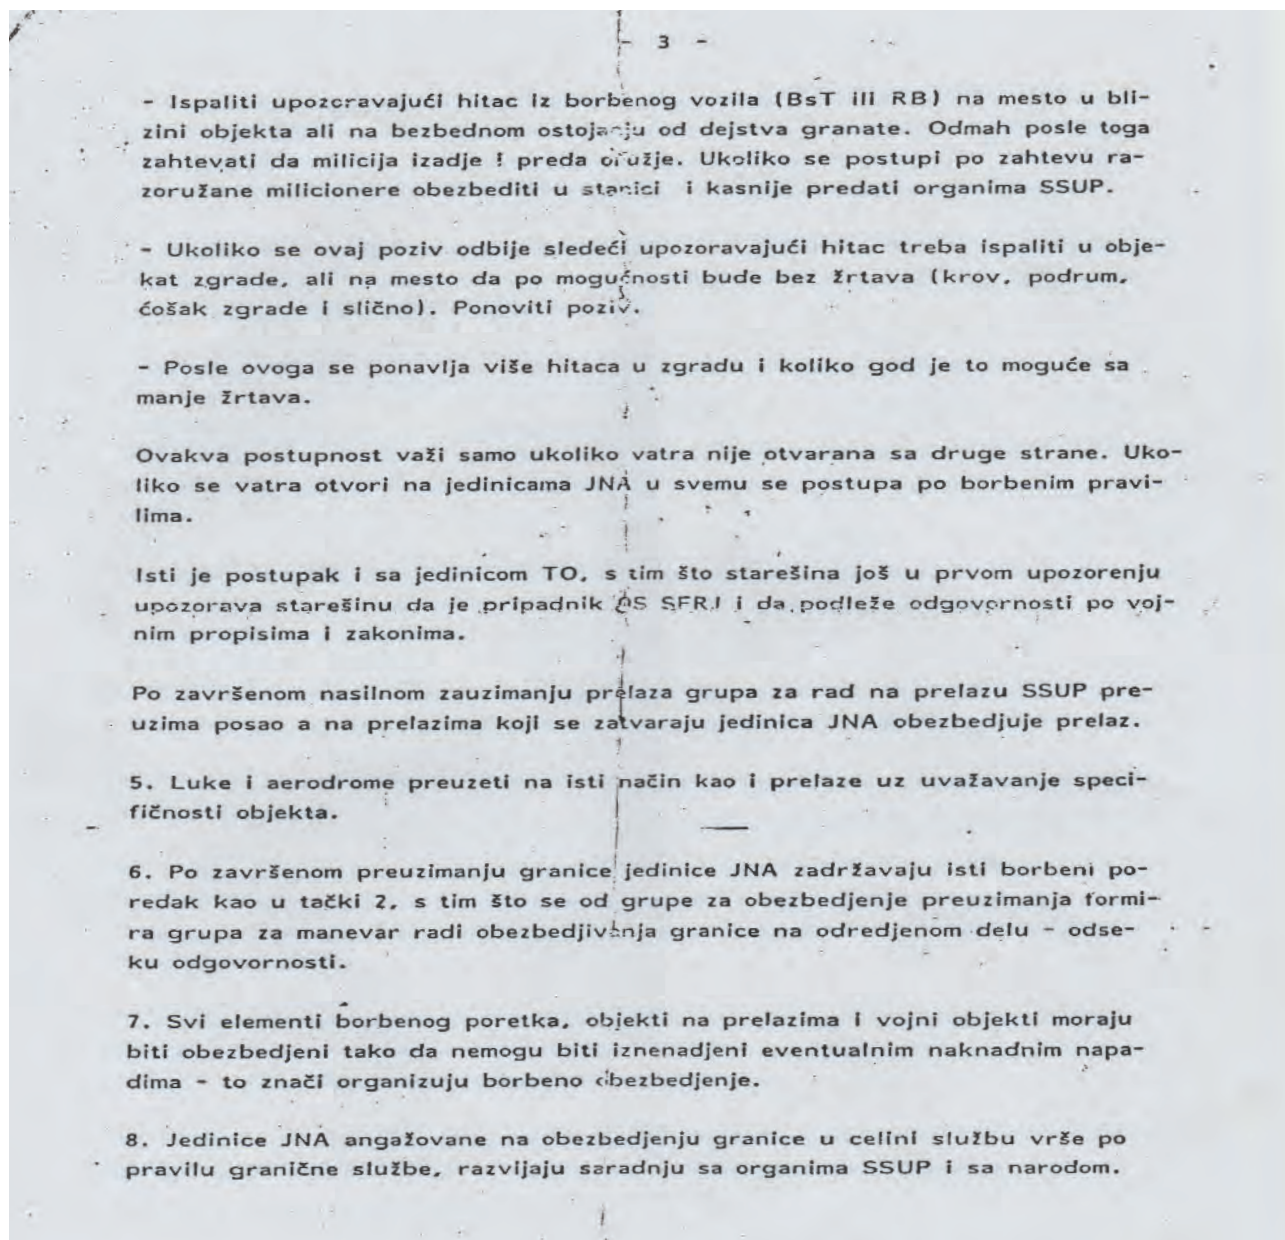 - 3 -
- Ispaliti upozoravajući hitac iz borbenog vozila (BsT ili RB) na mesto u bli-
zini objekta ali na bezbednom ostojanju od dejstva granate. Odmah posle toga
zahtevati da milicija izadje i preda oružje. Ukoliko se postupi po zahtevu ra-
zoružane milicionere obezbediti u stanici i kasnije predati organima SSUP.
- Ukoliko se ovaj poziv odbije sledeći upozoravajući hitac treba ispaliti u obje-
kat zgrade, ali na mesto da po mogućnosti bude bez žrtava (krov, podrum,
ćošak zgrade i slično). Ponoviti poziv.
- Posle ovoga se ponavlja više hitaca u zgradu i koliko god je to moguće sa
manje žrtava.
Ovakva postupnost važi samo ukoliko vatra nije otvarana sa druge strane. Uko-
liko se vatra otvori na jedinicama JNA u svemu se postupa po borbenim pravi-
lima.
Isti je postupak i sa jedinicom TO, s tim što starešina još u prvom upozorenju
upozorava starešinu da je pripadnik OS SFRJ i da podleže odgovornosti po voj-
nim propisima i zakonima.
Po završenom nasilnom zauzimanju prelaza grupa za rad na prelazu SSUP pre-
uzima posao a na prelazima koji se zatvaraju jedinica JNA obezbedjuje prelaz.
5. Luke i aerodrome preuzeti na isti način kao i prelaze uz uvažavanje speci-
fičnosti objekta.
6. Po završenom preuzimanju granice jedinice JNA zadržavaju isti borbeni po-
redak kao u tački 2, s tim što se od grupe za obezbedjenje preuzimanja formi-
ra grupa za manevar radi obezbedjivanja granice na odredjenom delu - odse-
ku odgovornosti.
7. Svi elementi borbenog poretka, objekti na prelazima i vojni objekti moraju
biti obezbedjeni tako da nemogu biti iznenadjeni eventualnim naknadnim napa-
dima - to znači organizuju borbeno obezbedjenje.
8. Jedinice JNA angažovane na obezbedjenju granice u celini službu vrše po
pravilu granične službe, razvijaju saradnju sa organima SSUP i sa narodom.